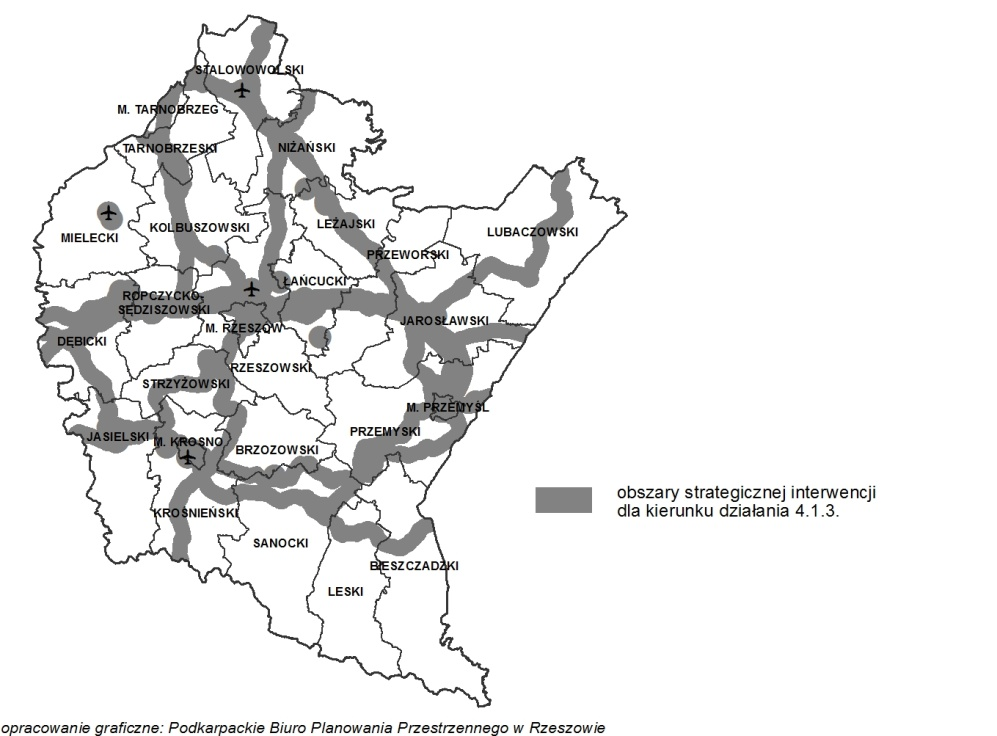 STALOWOWOLSKI
M. TARNOBRZEG
TARNOBRZESKI
NIŻAŃSKI
MIELECKI
KOLBUSZOWSKI
LEŻAJSKI
LUBACZOWSKI
PRZEWORSKI
ŁAŃCUCKI
ROPCZYCKO-
SĘDZISZOWSKI
M. RZESZÓW
JAROSŁAWSKI
DĘBICKI
RZESZOWSKI
STRZYŻOWSKI
M. PRZEMYŚL
JASIELSKI
M. KROSNO
PRZEMYSKI
BRZOZOWSKI
obszary strategicznej interwencji
dla kierunku działania 4.1.3.
KROŚNIEŃSKI
SANOCKI
BIESZCZADZKI
LESKI
opracowanie graficzne: Podkarpackie Biuro Planowania Przestrzennego w Rzeszowie